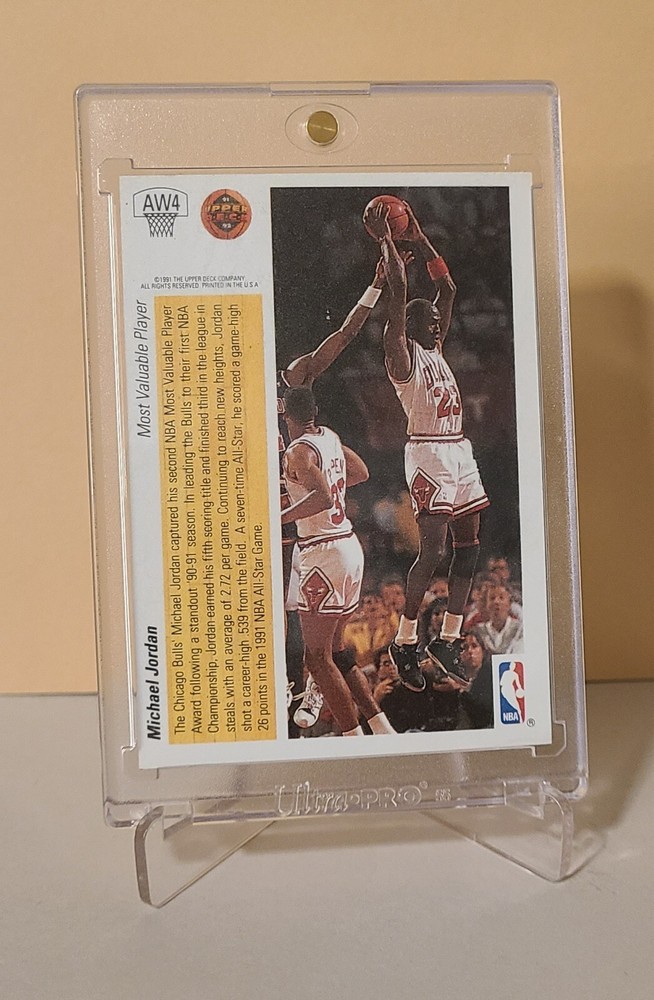 AW4
91
UPPER
DECK
92
©1991 THE UPPER DECK COMPANY.
ALL RIGHTS RESERVED. PRINTED IN THE U.S.A
Michael Jordan
Most Valuable Player
The Chicago Bulls' Michael Jordan captured his second NBA Most Valuable Player
Award following a standout '90-91 season. In leading the Bulls to their first NBA
Championship, Jordan earned his fifth scoring title and finished third in the league in
steals with an average of 2.72 per game. Continuing to reach new heights, Jordan
shot a career-high .539 from the field. A seven-time All-Star, he scored a game-high
26 points in the 1991 NBA All-Star Game.
23
NBA
®
Ultra•PRO®